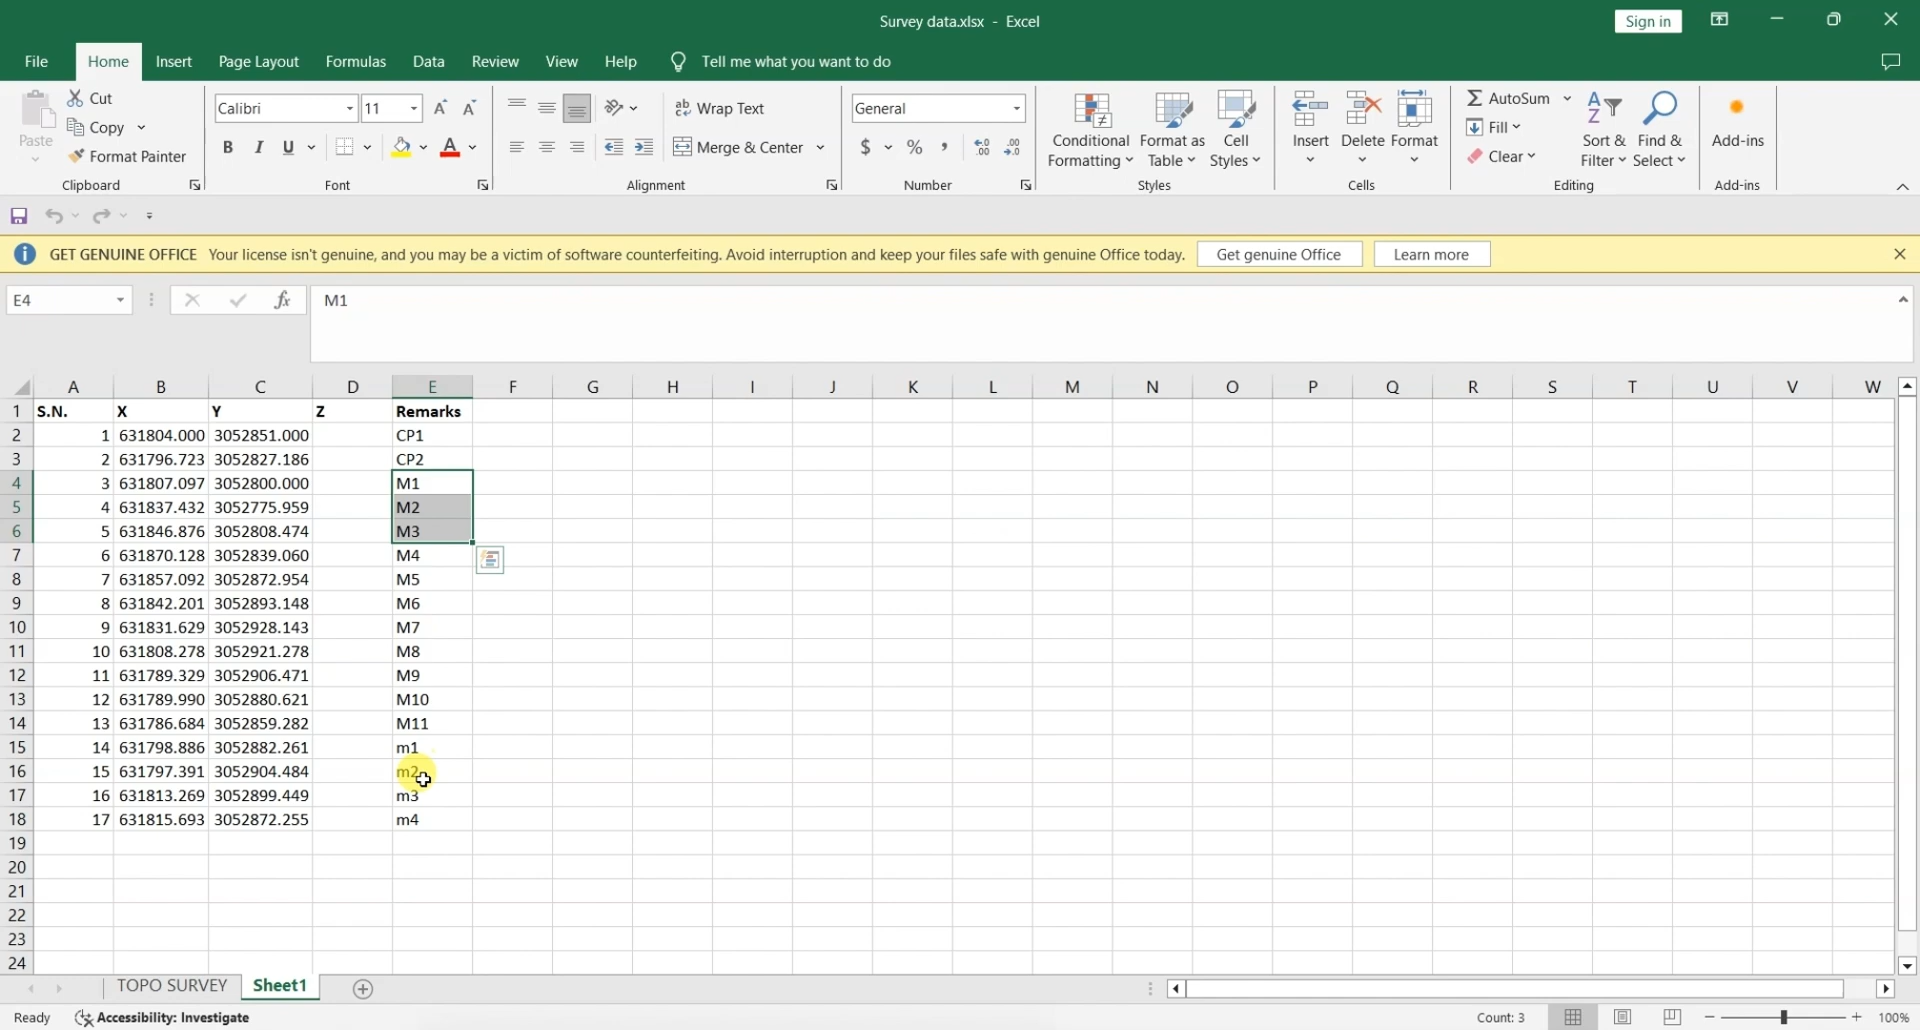 Survey data.xlsx - Excel
Sign in
File Home Insert Page Layout Formulas Data Review View Help Tell me what you want to do
Paste
Cut
Copy
Format Painter
Clipboard
Calibri 11
B I U A
Font
Wrap Text
Merge & Center
Alignment
General
$ % ,
Number
Conditional Formatting
Format as Table
Cell Styles
Styles
Insert
Delete
Format
Cells
AutoSum
Fill
Clear
Sort & Filter
Find & Select
Editing
Add-ins
Add-ins
GET GENUINE OFFICE Your license isn't genuine, and you may be a victim of software counterfeiting. Avoid interruption and keep your files safe with genuine Office today. Get genuine Office Learn more
E4 fx M1
A B C D E F G H I J K L M N O P Q R S T U V W
1 S.N. X Y Z Remarks
2 1 631804.000 3052851.000 CP1
3 2 631796.723 3052827.186 CP2
4 3 631807.097 3052800.000 M1
5 4 631837.432 3052775.959 M2
6 5 631846.876 3052808.474 M3
7 6 631870.128 3052839.060 M4
8 7 631857.092 3052872.954 M5
9 8 631842.201 3052893.148 M6
10 9 631831.629 3052928.143 M7
11 10 631808.278 3052921.278 M8
12 11 631789.329 3052906.471 M9
13 12 631789.990 3052880.621 M10
14 13 631786.684 3052859.282 M11
15 14 631798.886 3052882.261 m1
16 15 631797.391 3052904.484 m2
17 16 631813.269 3052899.449 m3
18 17 631815.693 3052872.255 m4
19
20
21
22
23
24
TOPO SURVEY Sheet1
Ready Accessibility: Investigate Count: 3 100%